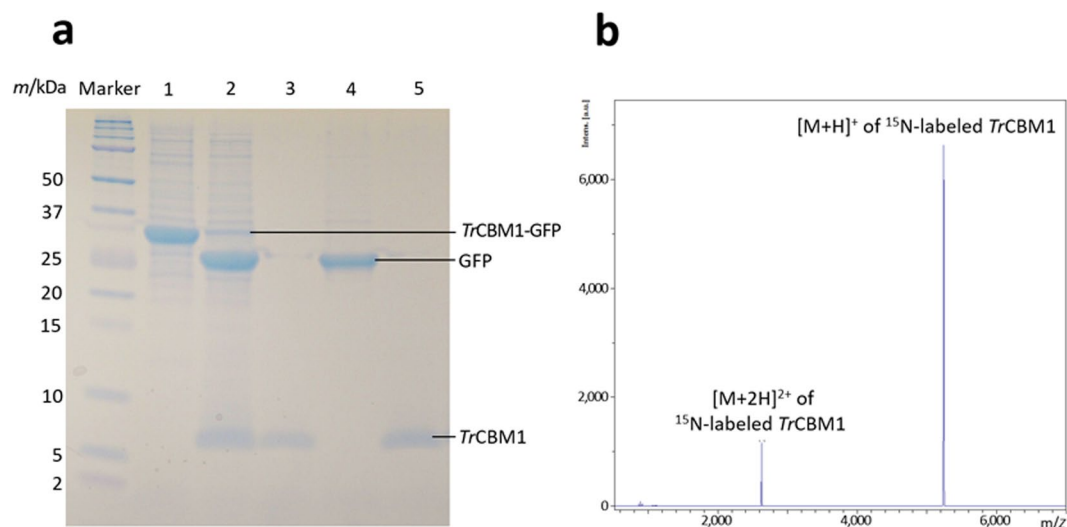 a
m/kDa Marker 1 2 3 4 5
50
37
TrCBM1-GFP
25
GFP
20
15
10
TrCBM1
5
2
b
Intens. [a.u.]
[M+H]⁺ of ¹⁵N-labeled TrCBM1
6,000
4,000
2,000
[M+2H]²⁺ of
¹⁵N-labeled TrCBM1
0
2,000 4,000 6,000 m/z